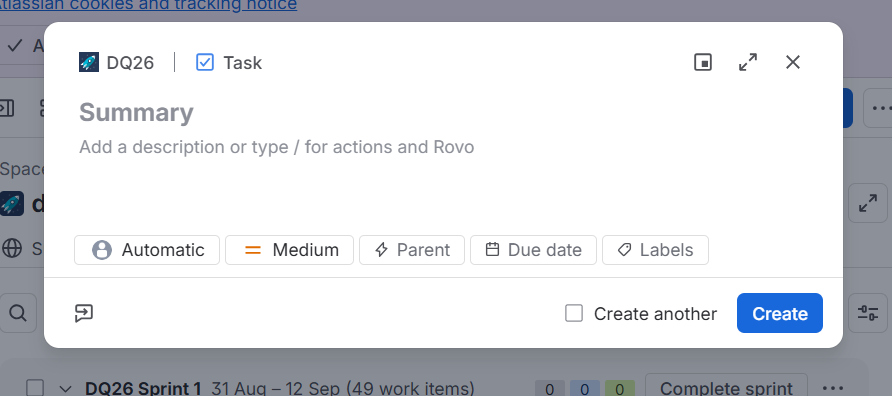 Atlassian cookies and tracking notice
DQ26
Task
Summary
Add a description or type / for actions and Rovo
Space
d
S
Automatic
Medium
Parent
Due date
Labels
Create another
Create
DQ26 Sprint 1 31 Aug – 12 Sep (49 work items) 0 0 0 Complete sprint